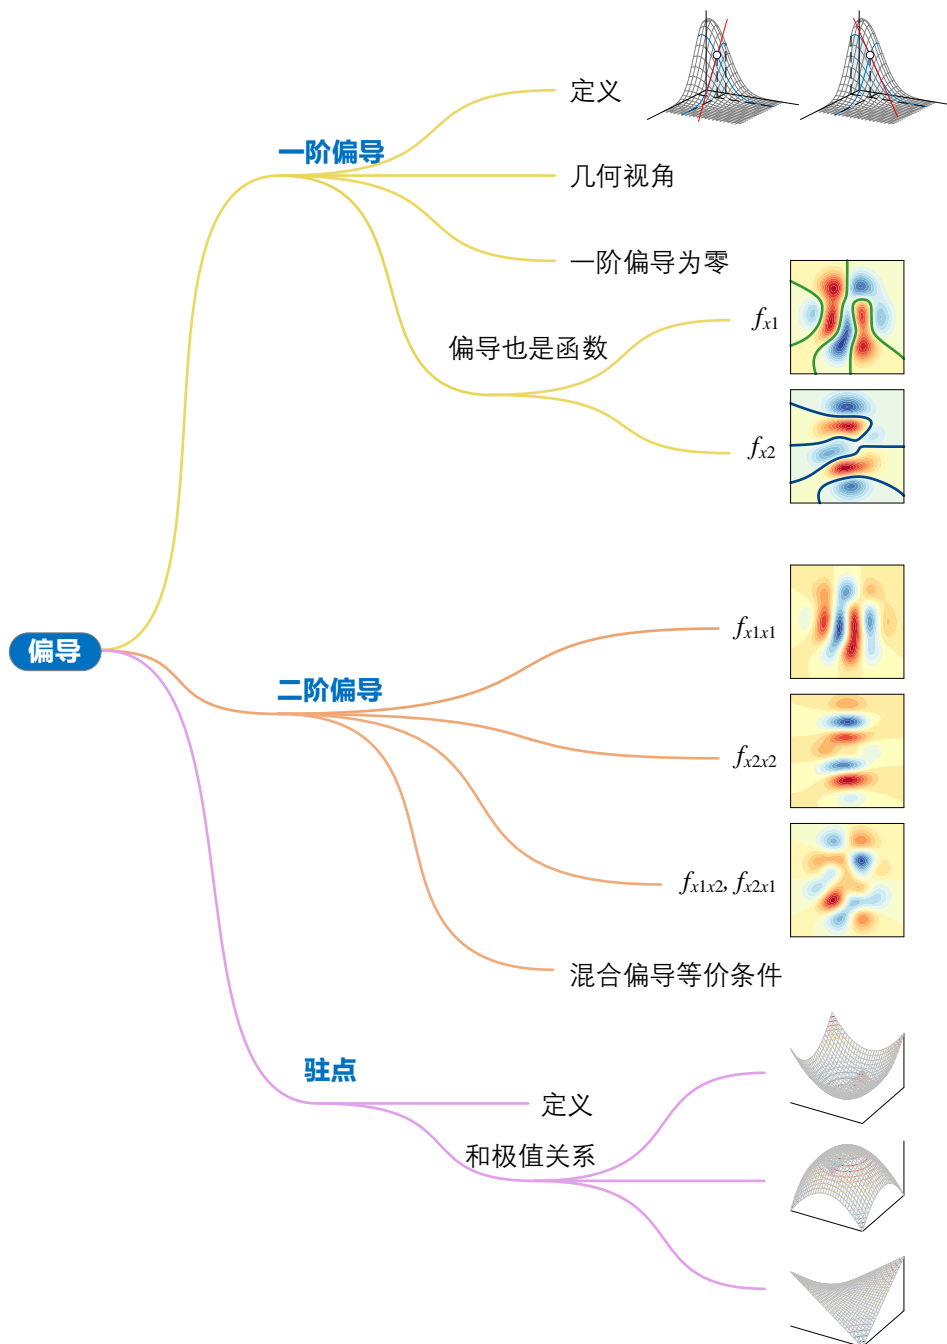 定义
一阶偏导
几何视角
一阶偏导为零
fx1
偏导也是函数
fx2
偏导
二阶偏导
fx1x1
fx2x2
fx1x2, fx2x1
混合偏导等价条件
驻点
定义
和极值关系